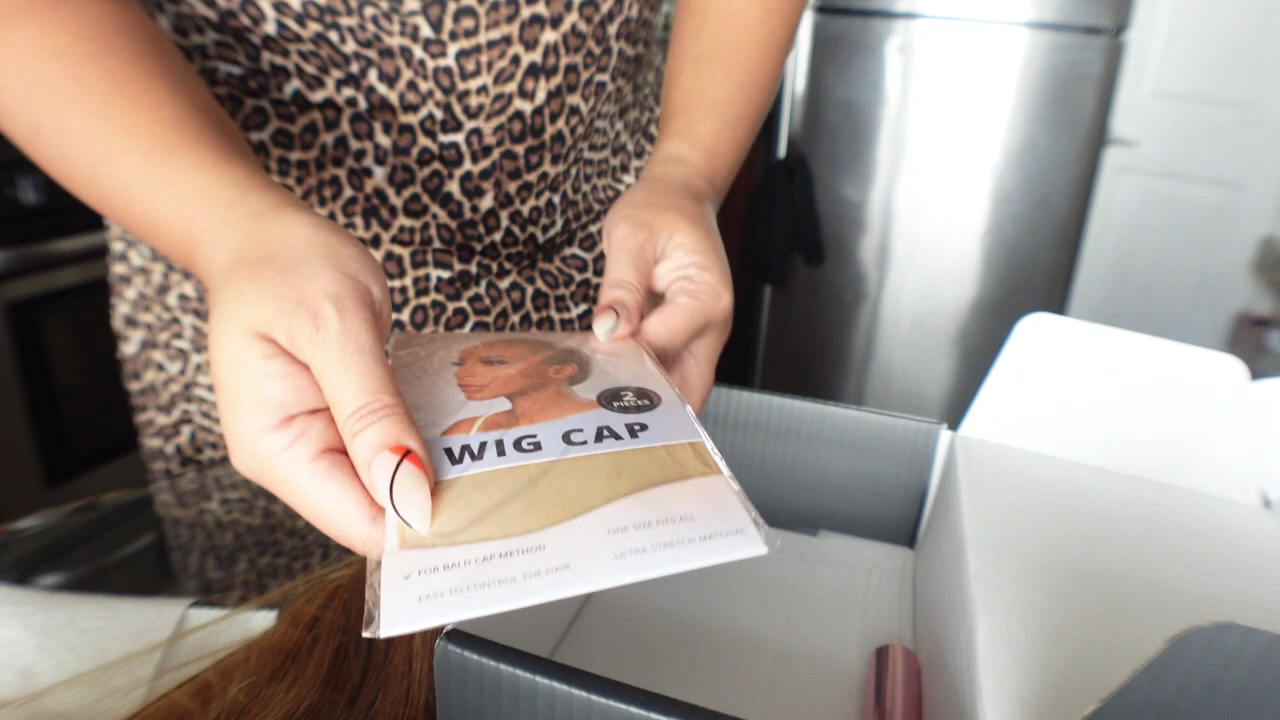 2
PIECES
WIG CAP
✓ FOR BALD CAP METHOD
EASY TO CONTROL THE HAIR
ONE SIZE FITS ALL
ULTRA STRETCH MATERIAL